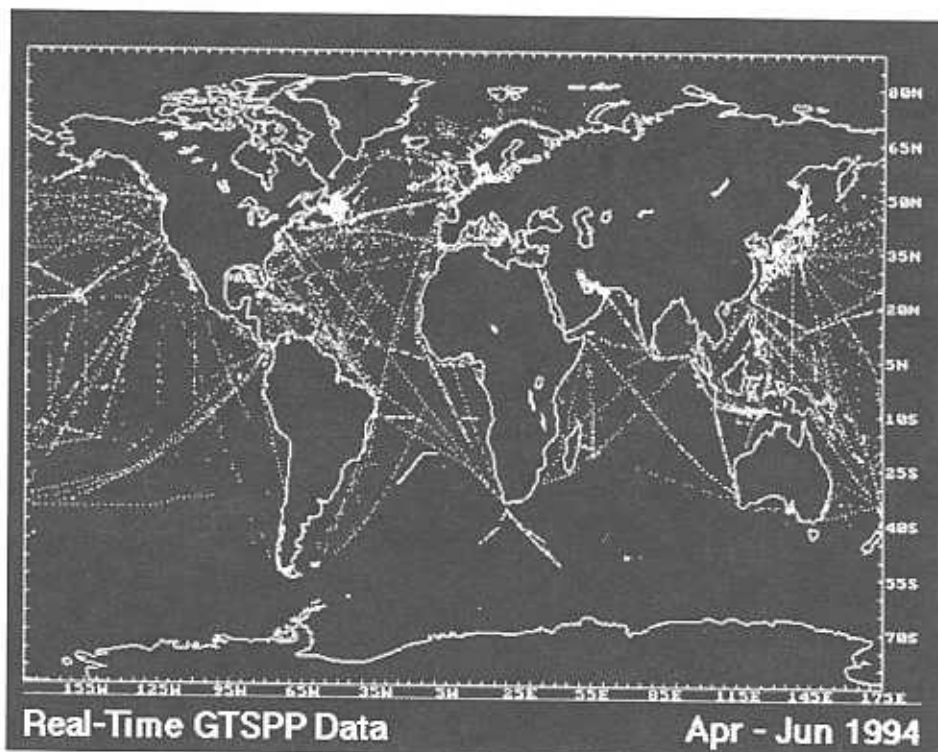 80N
65N
50N
35N
20N
5N
10S
25S
40S
55S
70S
155W 125W 95W 65W 35W 5W 25E 55E 85E 115E 145E 175E
Real-Time GTSPP Data Apr - Jun 1994